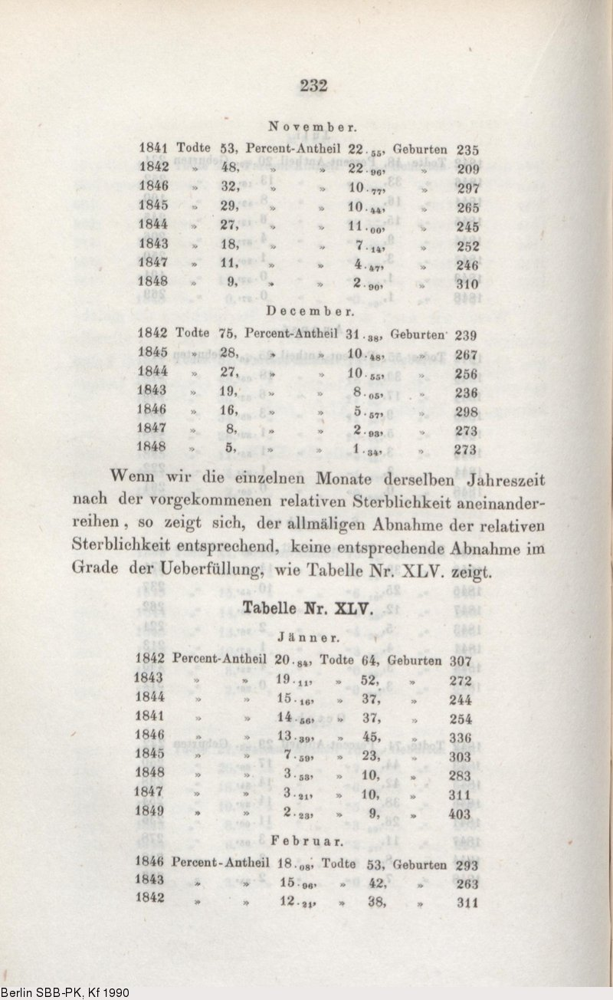 232
November.
1841 Todte 53, Percent-Antheil 22.55, Geburten 235
1842 » 48, » » 22.96, » 209
1846 » 32, » » 10.77, » 297
1845 » 29, » » 10.44, » 265
1844 » 27, » » 11.00, » 245
1843 » 18, » » 7.14, » 252
1847 » 11, » » 4.47, » 246
1848 » 9, » » 2.90, » 310
December.
1842 Todte 75, Percent-Antheil 31.38, Geburten 239
1845 » 28, » » 10.48, » 267
1844 » 27, » » 10.55, » 256
1843 » 19, » » 8.05, » 236
1846 » 16, » » 5.57, » 298
1847 » 8, » » 2.93, » 273
1848 » 5, » » 1.34, » 273
Wenn wir die einzelnen Monate derselben Jahreszeit
nach der vorgekommenen relativen Sterblichkeit aneinander-
reihen, so zeigt sich, der allmäligen Abnahme der relativen
Sterblichkeit entsprechend, keine entsprechende Abnahme im
Grade der Ueberfüllung, wie Tabelle Nr. XLV. zeigt.
Tabelle Nr. XLV.
Jänner.
1842 Percent-Antheil 20.84, Todte 64, Geburten 307
1843 » » 19.11, » 52, » 272
1844 » » 15.16, » 37, » 244
1841 » » 14.56, » 37, » 254
1846 » » 13.39, » 45, » 336
1845 » » 7.59, » 23, » 303
1848 » » 3.53, » 10, » 283
1847 » » 3.21, » 10, » 311
1849 » » 2.23, » 9, » 403
Februar.
1846 Percent-Antheil 18.08, Todte 53, Geburten 293
1843 » » 15.96, » 42, » 263
1842 » » 12.21, » 38, » 311
Berlin SBB-PK, Kf 1990